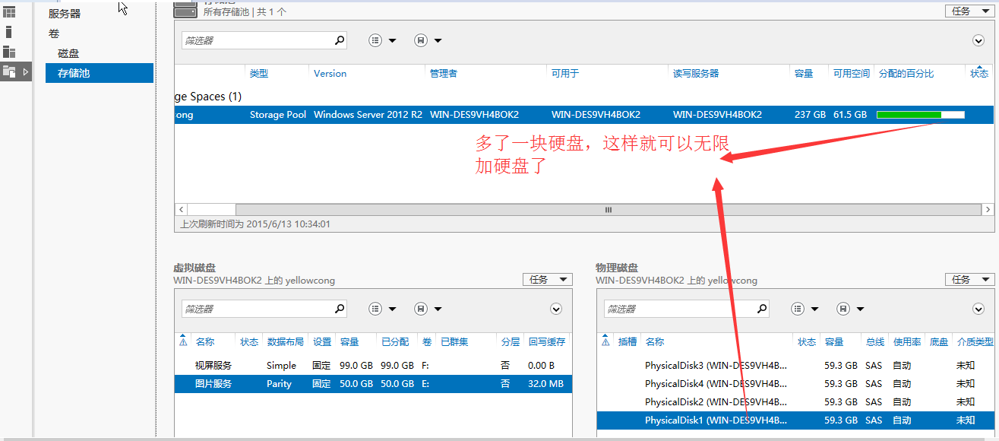 服务器
卷
磁盘
存储池
所有存储池 | 共 1 个
任务
筛选器
类型 Version 管理者 可用于 读写服务器 容量 可用空间 分配的百分比 状态
ge Spaces (1)
ong Storage Pool Windows Server 2012 R2 WIN-DES9VH4BOK2 WIN-DES9VH4BOK2 WIN-DES9VH4BOK2 237 GB 61.5 GB
多了一块硬盘，这样就可以无限
加硬盘了
上次刷新时间为 2015/6/13 10:34:01
虚拟磁盘
WIN-DES9VH4BOK2 上的 yellowcong
任务
筛选器
名称 状态 数据布局 设置 容量 已分配 卷 已群集 分层 回写缓存
视屏服务 Simple 固定 99.0 GB 99.0 GB F: 否 0.00 B
图片服务 Parity 固定 50.0 GB 50.0 GB E: 否 32.0 MB
物理磁盘
WIN-DES9VH4BOK2 上的 yellowcong
任务
筛选器
插槽 名称 状态 容量 总线 使用率 底盘 介质类型
PhysicalDisk3 (WIN-DES9VH4B... 59.3 GB SAS 自动 未知
PhysicalDisk4 (WIN-DES9VH4B... 59.3 GB SAS 自动 未知
PhysicalDisk2 (WIN-DES9VH4B... 59.3 GB SAS 自动 未知
PhysicalDisk1 (WIN-DES9VH4B... 59.3 GB SAS 自动 未知